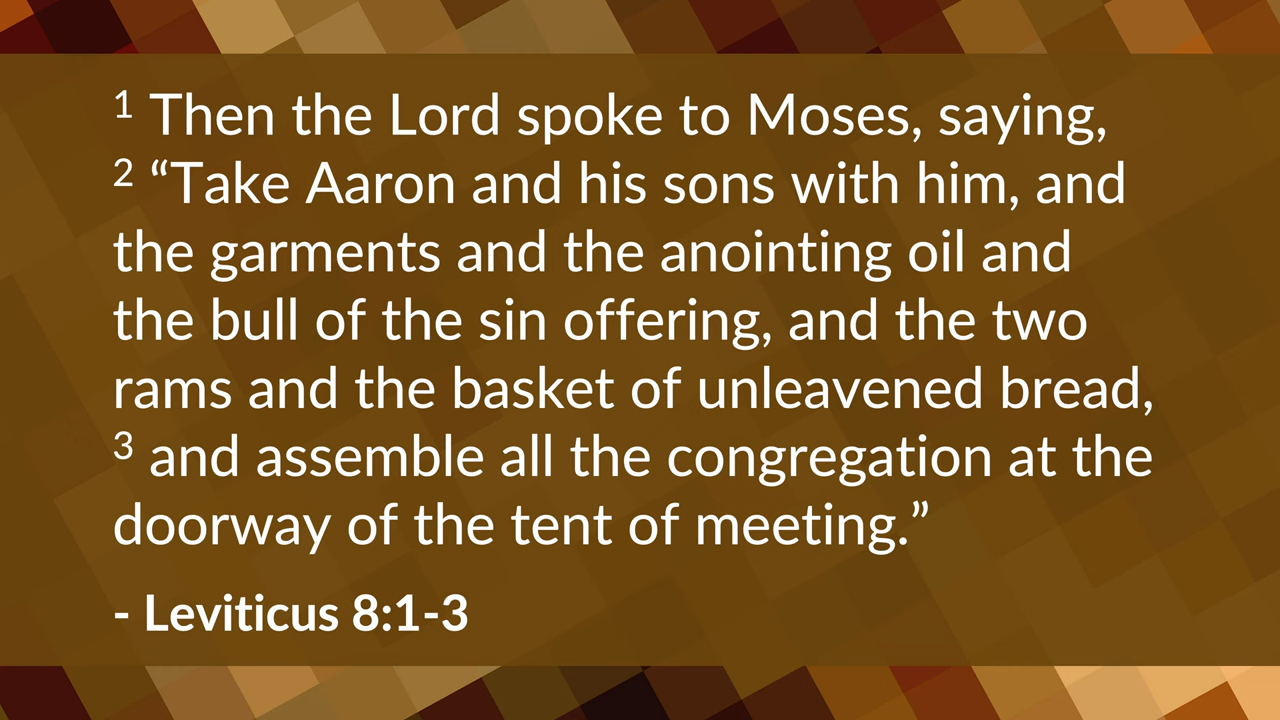 ¹ Then the Lord spoke to Moses, saying,
² “Take Aaron and his sons with him, and
the garments and the anointing oil and
the bull of the sin offering, and the two
rams and the basket of unleavened bread,
³ and assemble all the congregation at the
doorway of the tent of meeting.”
- Leviticus 8:1-3